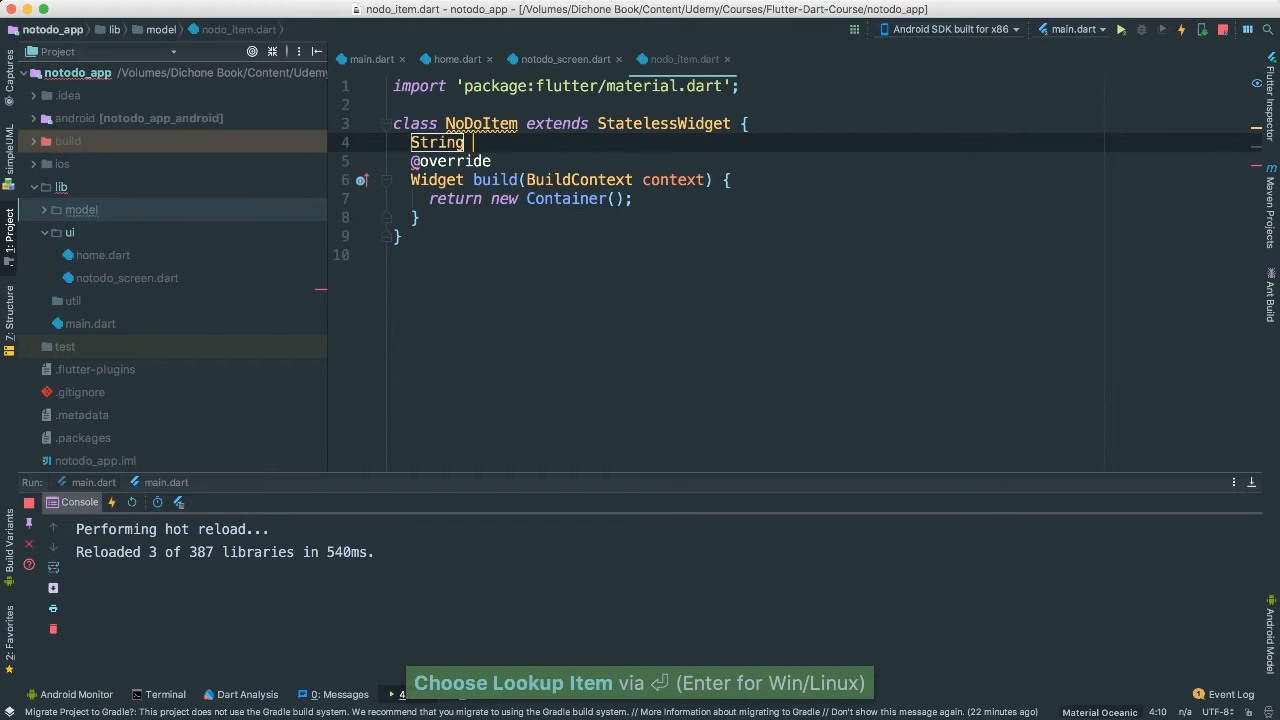 nodo_item.dart - notodo_app - [/Volumes/Dichone Book/Content/Udemy/Courses/Flutter-Dart-Course/notodo_app]
notodo_app
lib
model
nodo_item.dart
Android SDK built for x86
main.dart
Project
main.dart
home.dart
notodo_screen.dart
nodo_item.dart
notodo_app /Volumes/Dichone Book/Content/Udemy
.idea
android (notodo_app_android)
build
ios
lib
model
ui
home.dart
notodo_screen.dart
util
main.dart
test
.flutter-plugins
.gitignore
.metadata
.packages
notodo_app.iml
1 import 'package:flutter/material.dart';
2
3 class NoDoItem extends StatelessWidget {
4 String
5 @override
6 Widget build(BuildContext context) {
7 return new Container();
8 }
9 }
10
Captures
simpleUML
1: Project
7: Structure
Build Variants
2: Favorites
Flutter Inspector
Maven Projects
Ant Build
Android Model
Run:
main.dart
main.dart
Console
Performing hot reload...
Reloaded 3 of 387 libraries in 540ms.
Choose Lookup Item via ⏎ (Enter for Win/Linux)
Android Monitor
Terminal
Dart Analysis
0: Messages
4
Event Log
Migrate Project to Gradle?: This project does not use the Gradle build system. We recommend that you migrate to using the Gradle build system. // More Information about migrating to Gradle // Don't show this message again. (22 minutes ago)
Material Oceanic
4:10
n/a
UTF-8: